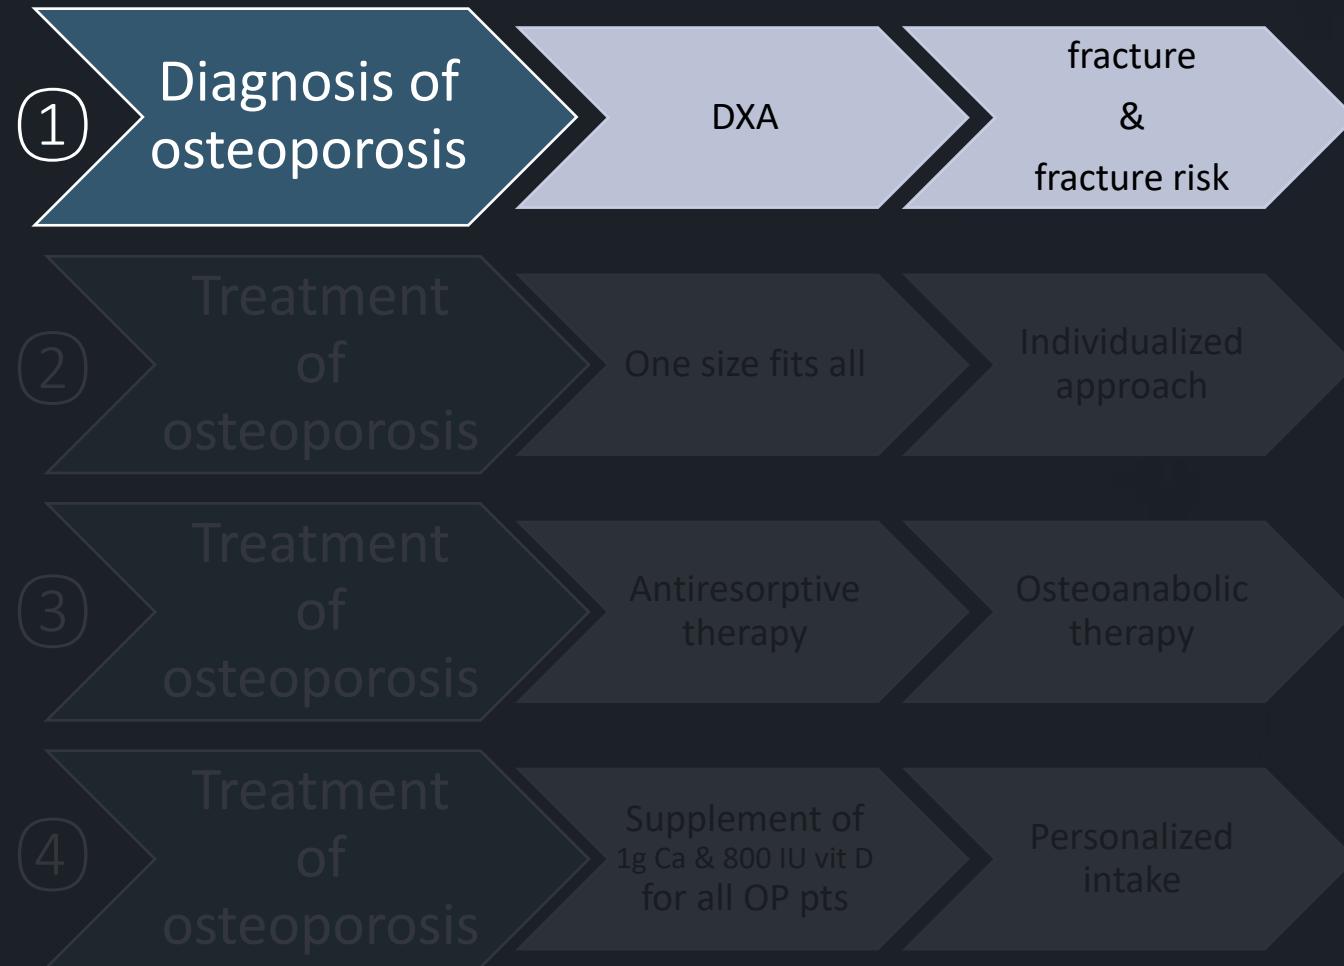 1
Diagnosis of
osteoporosis
DXA
fracture
&
fracture risk
2
Treatment
of
osteoporosis
One size fits all
Individualized
approach
3
Treatment
of
osteoporosis
Antiresorptive
therapy
Osteoanabolic
therapy
4
Treatment
of
osteoporosis
Supplement of
1g Ca & 800 IU vit D
for all OP pts
Personalized
intake